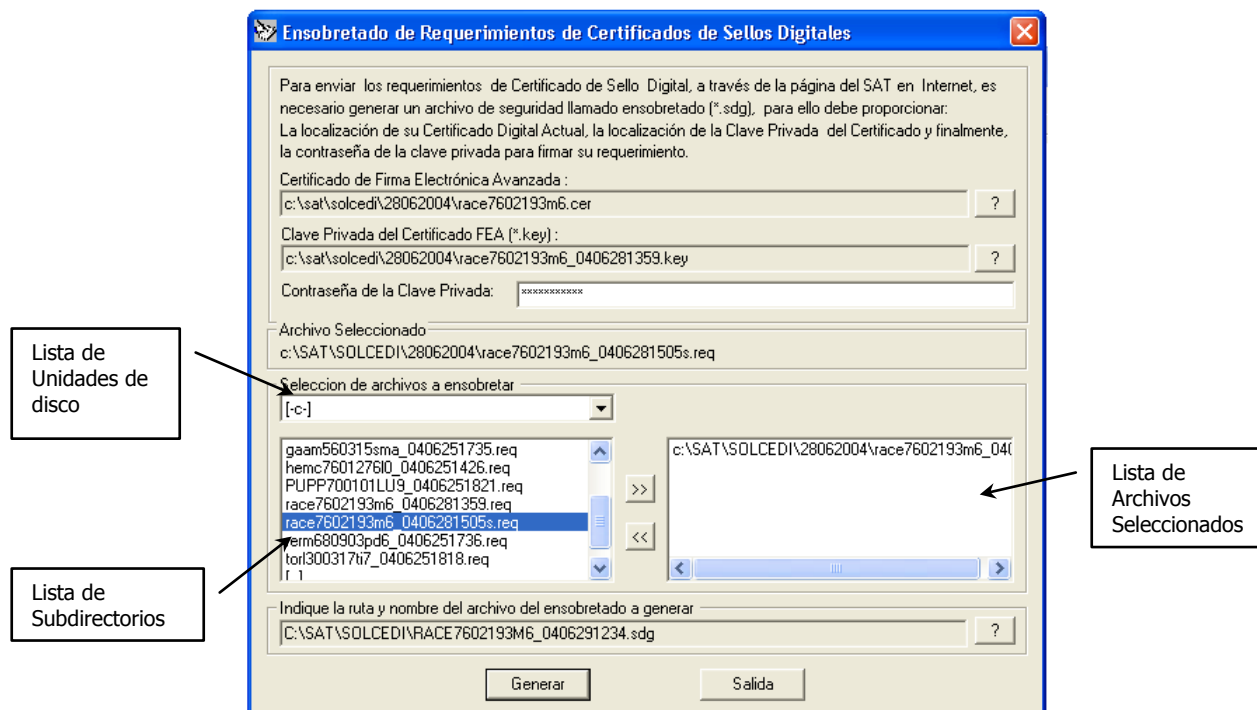 Ensobretado de Requerimientos de Certificados de Sellos Digitales
Para enviar los requerimientos de Certificado de Sello Digital, a través de la página del SAT en Internet, es
necesario generar un archivo de seguridad llamado ensobretado (*.sdg), para ello debe proporcionar:
La localización de su Certificado Digital Actual, la localización de la Clave Privada del Certificado y finalmente,
la contraseña de la clave privada para firmar su requerimiento.
Certificado de Firma Electrónica Avanzada :
c:\sat\solcedi\28062004\race7602193m6.cer
?
Clave Privada del Certificado FEA (*.key) :
c:\sat\solcedi\28062004\race7602193m6_0406281359.key
?
Contraseña de la Clave Privada:
***********
Archivo Seleccionado
c:\SAT\SOLCEDI\28062004\race7602193m6_0406281505s.req
Lista de
Unidades de
disco
Seleccion de archivos a ensobretar
[-c-]
gaam560315sma_0406251735.req
hemc7601276I0_0406251426.req
PUPP700101LU9_0406251821.req
race7602193m6_0406281359.req
race7602193m6_0406281505s.req
rerm680903pd6_0406251736.req
torl300317ti7_0406251818.req
[..]
>>
<<
c:\SAT\SOLCEDI\28062004\race7602193m6_040
Lista de
Archivos
Seleccionados
Lista de
Subdirectorios
Indique la ruta y nombre del archivo del ensobretado a generar
C:\SAT\SOLCEDI\RACE7602193M6_0406291234.sdg
?
Generar
Salida